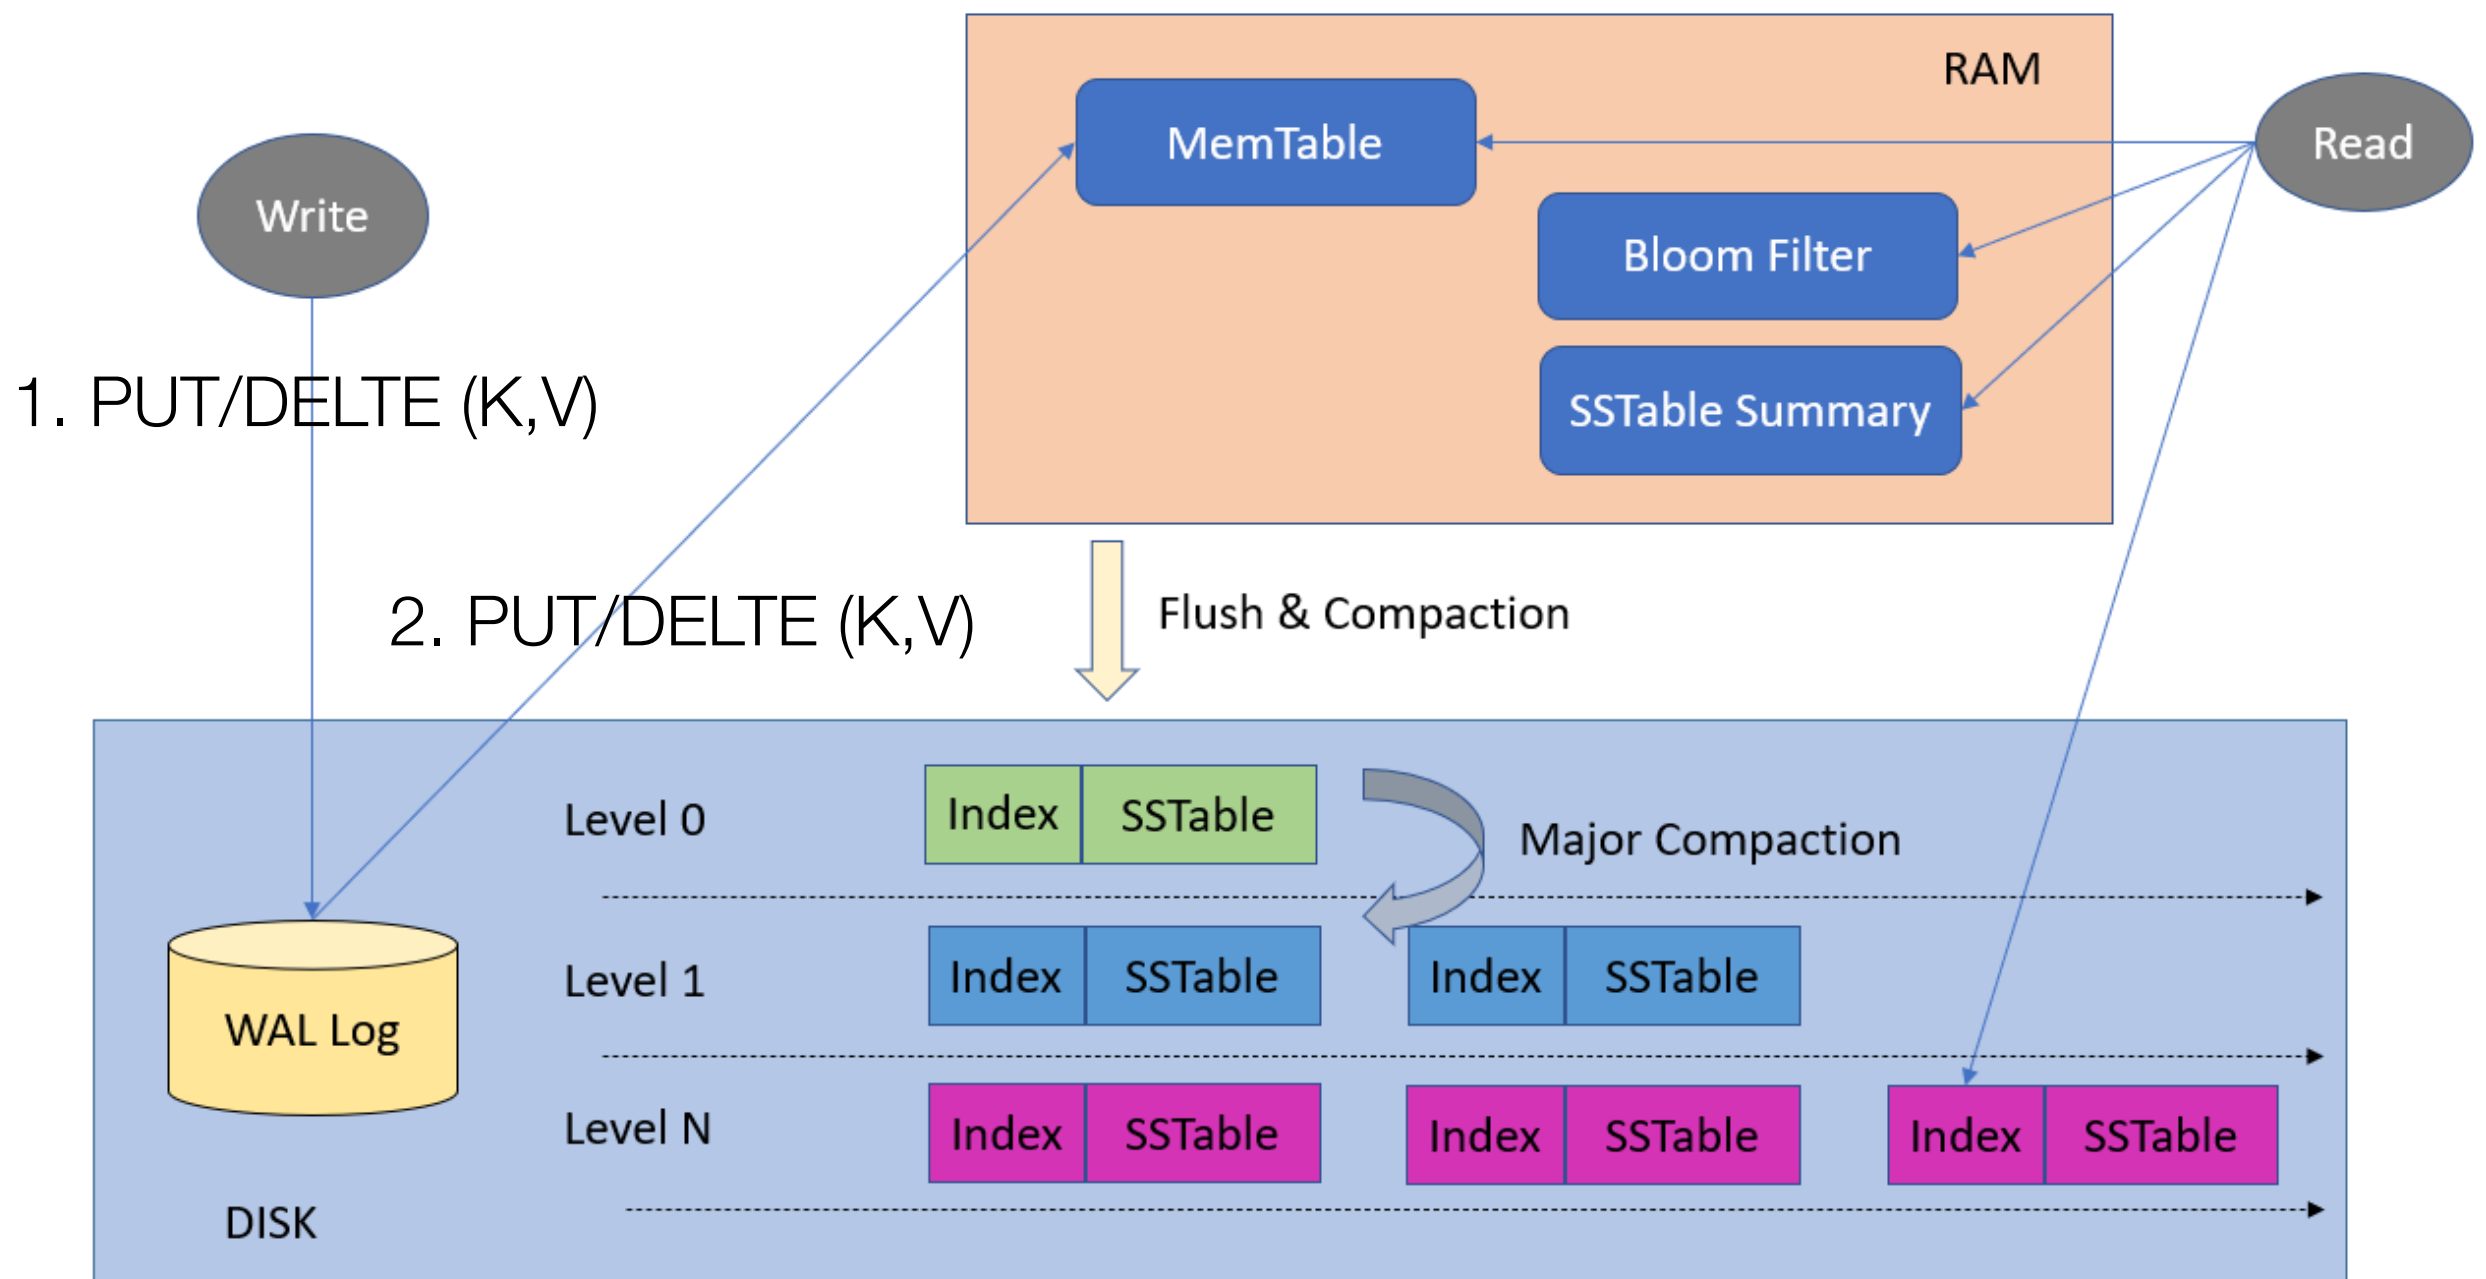 RAM
MemTable
Read
Write
Bloom Filter
SSTable Summary
1. PUT/DELTE (K,V)
2. PUT/DELTE (K,V)
Flush & Compaction
Level 0
Index SSTable
Major Compaction
Level 1
Index SSTable
Index SSTable
WAL Log
Level N
Index SSTable
Index SSTable
Index SSTable
DISK